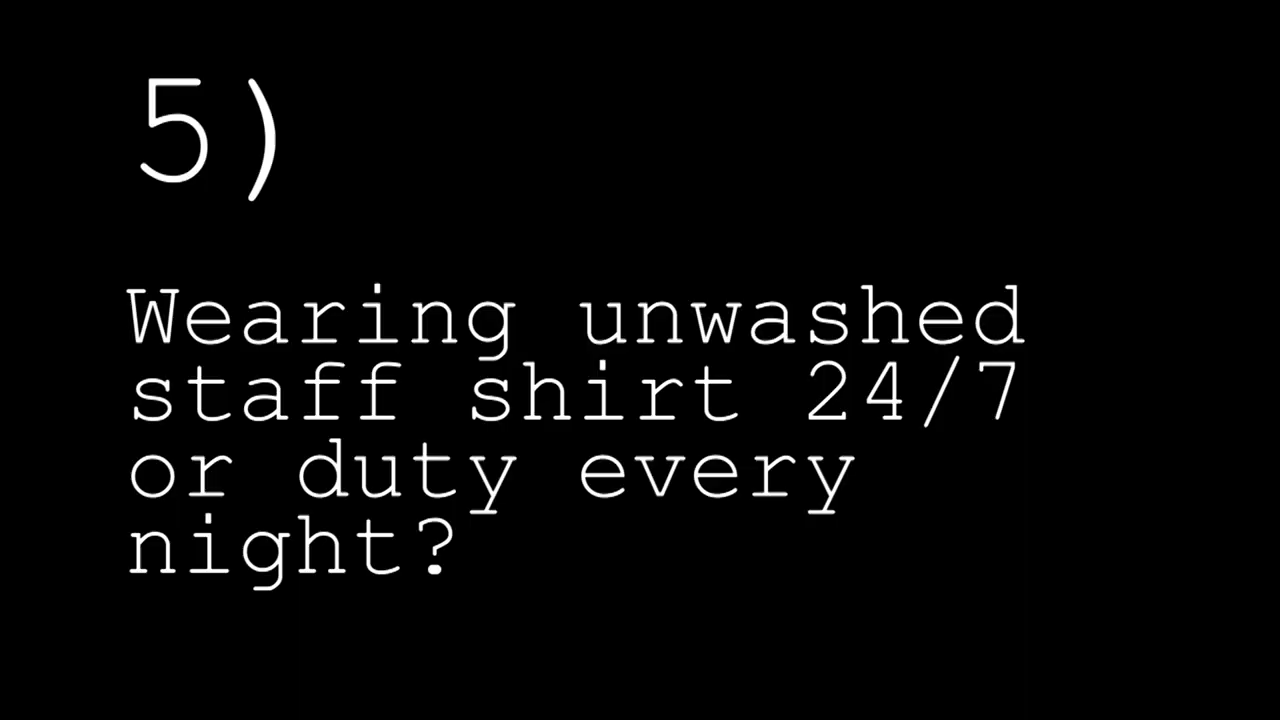 5)
Wearing unwashed
staff shirt 24/7
or duty every
night?